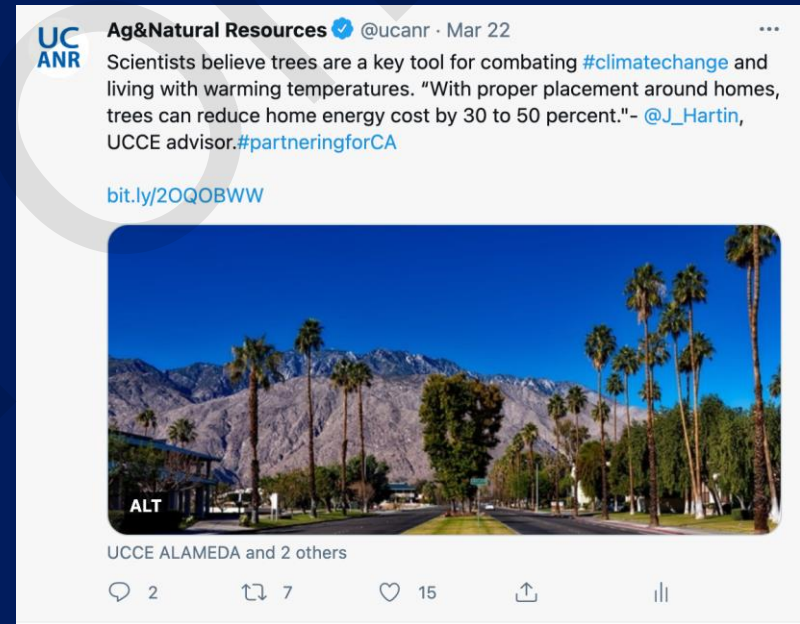 UC
ANR
Ag&Natural Resources @ucanr · Mar 22
Scientists believe trees are a key tool for combating #climatechange and
living with warming temperatures. “With proper placement around homes,
trees can reduce home energy cost by 30 to 50 percent."- @J_Hartin,
UCCE advisor.#partneringforCA
bit.ly/2OQOBWW
ALT
UCCE ALAMEDA and 2 others
2 7 15